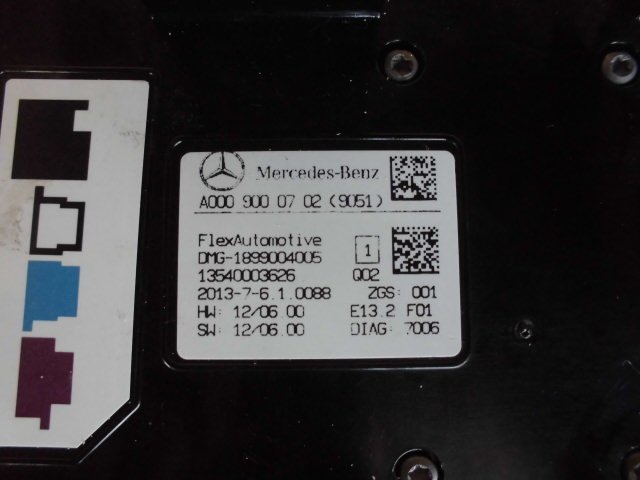 Mercedes-Benz
A000 900 07 02 (9051)
FlexAutomotive
DMG-1899004005
1
13540003626 Q02
2013-7-6.1.0088 ZGS: 001
HW: 12/06.00 E13.2 F01
SW: 12/06.00 DIAG: 7006